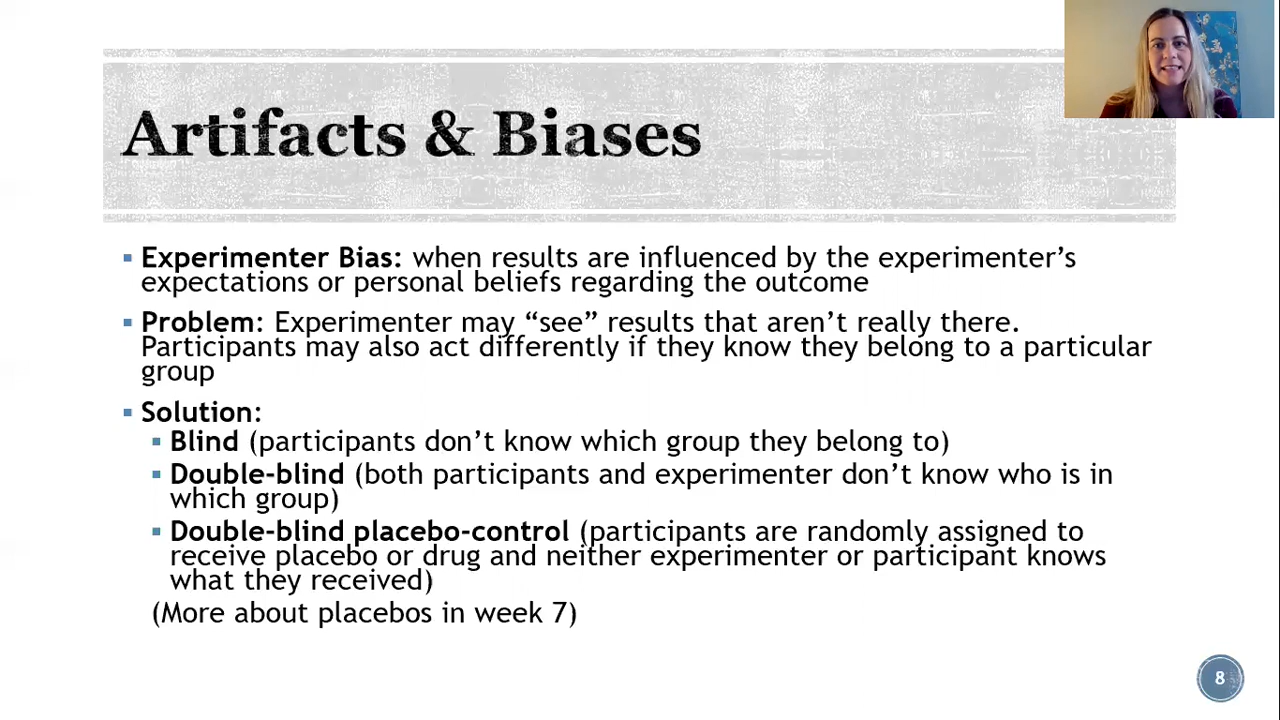 Artifacts & Biases
▪ Experimenter Bias: when results are influenced by the experimenter’s
expectations or personal beliefs regarding the outcome
▪ Problem: Experimenter may “see” results that aren’t really there.
Participants may also act differently if they know they belong to a particular
group
▪ Solution:
▪ Blind (participants don’t know which group they belong to)
▪ Double-blind (both participants and experimenter don’t know who is in
which group)
▪ Double-blind placebo-control (participants are randomly assigned to
receive placebo or drug and neither experimenter or participant knows
what they received)
(More about placebos in week 7)
8